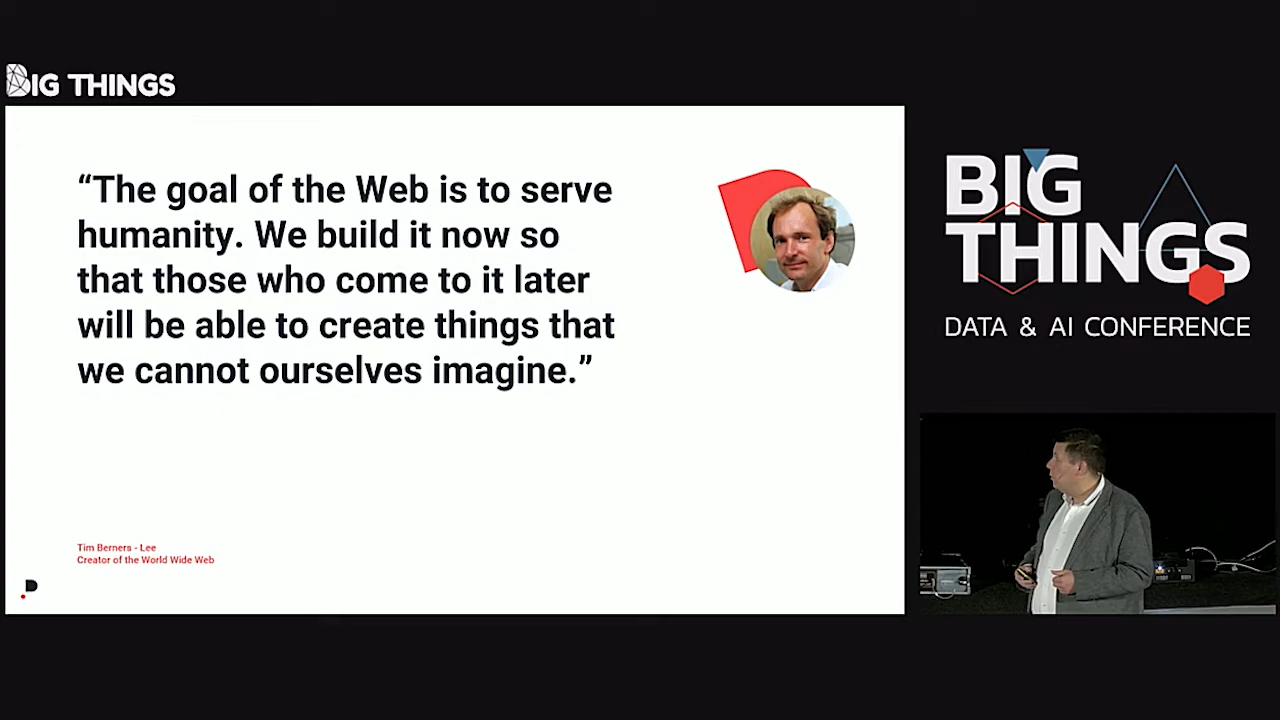 BIG THINGS
“The goal of the Web is to serve
humanity. We build it now so
that those who come to it later
will be able to create things that
we cannot ourselves imagine.”
Tim Berners - Lee
Creator of the World Wide Web
BIG
THINGS
DATA & AI CONFERENCE